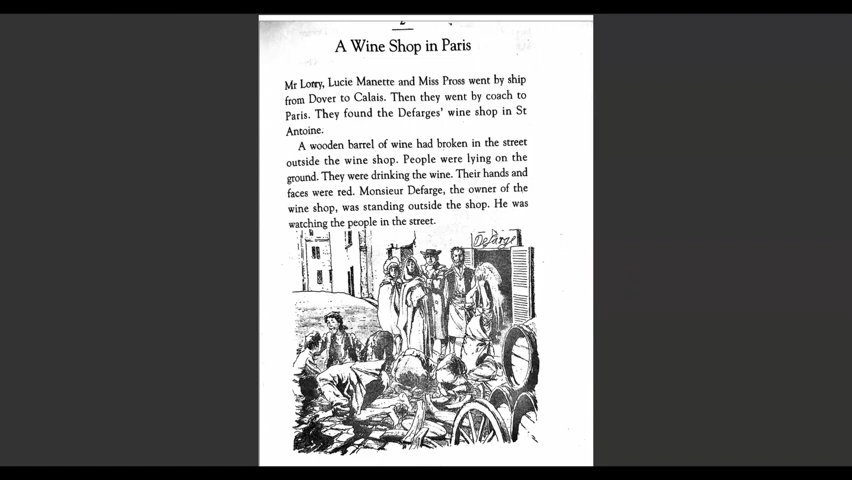 2
A Wine Shop in Paris
Mr Lorry, Lucie Manette and Miss Pross went by ship
from Dover to Calais. Then they went by coach to
Paris. They found the Defarges' wine shop in St
Antoine.
A wooden barrel of wine had broken in the street
outside the wine shop. People were lying on the
ground. They were drinking the wine. Their hands and
faces were red. Monsieur Defarge, the owner of the
wine shop, was standing outside the shop. He was
watching the people in the street.
Defarge